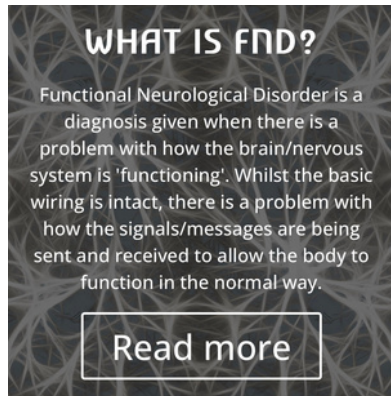 WHAT IS FND?
Functional Neurological Disorder is a
diagnosis given when there is a
problem with how the brain/nervous
system is 'functioning'. Whilst the basic
wiring is intact, there is a problem with
how the signals/messages are being
sent and received to allow the body to
function in the normal way.
Read more